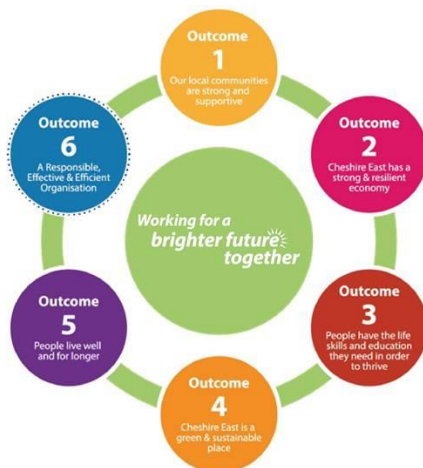 Outcome
1
Our local communities
are strong and
supportive
Outcome
2
Cheshire East has a
strong & resilient
economy
Outcome
3
People have the life
skills and education
they need in order
to thrive
Outcome
4
Cheshire East is a
green & sustainable
place
Outcome
5
People live well
and for longer
Outcome
6
A Responsible,
Effective & Efficient
Organisation
Working for a
brighter future
together